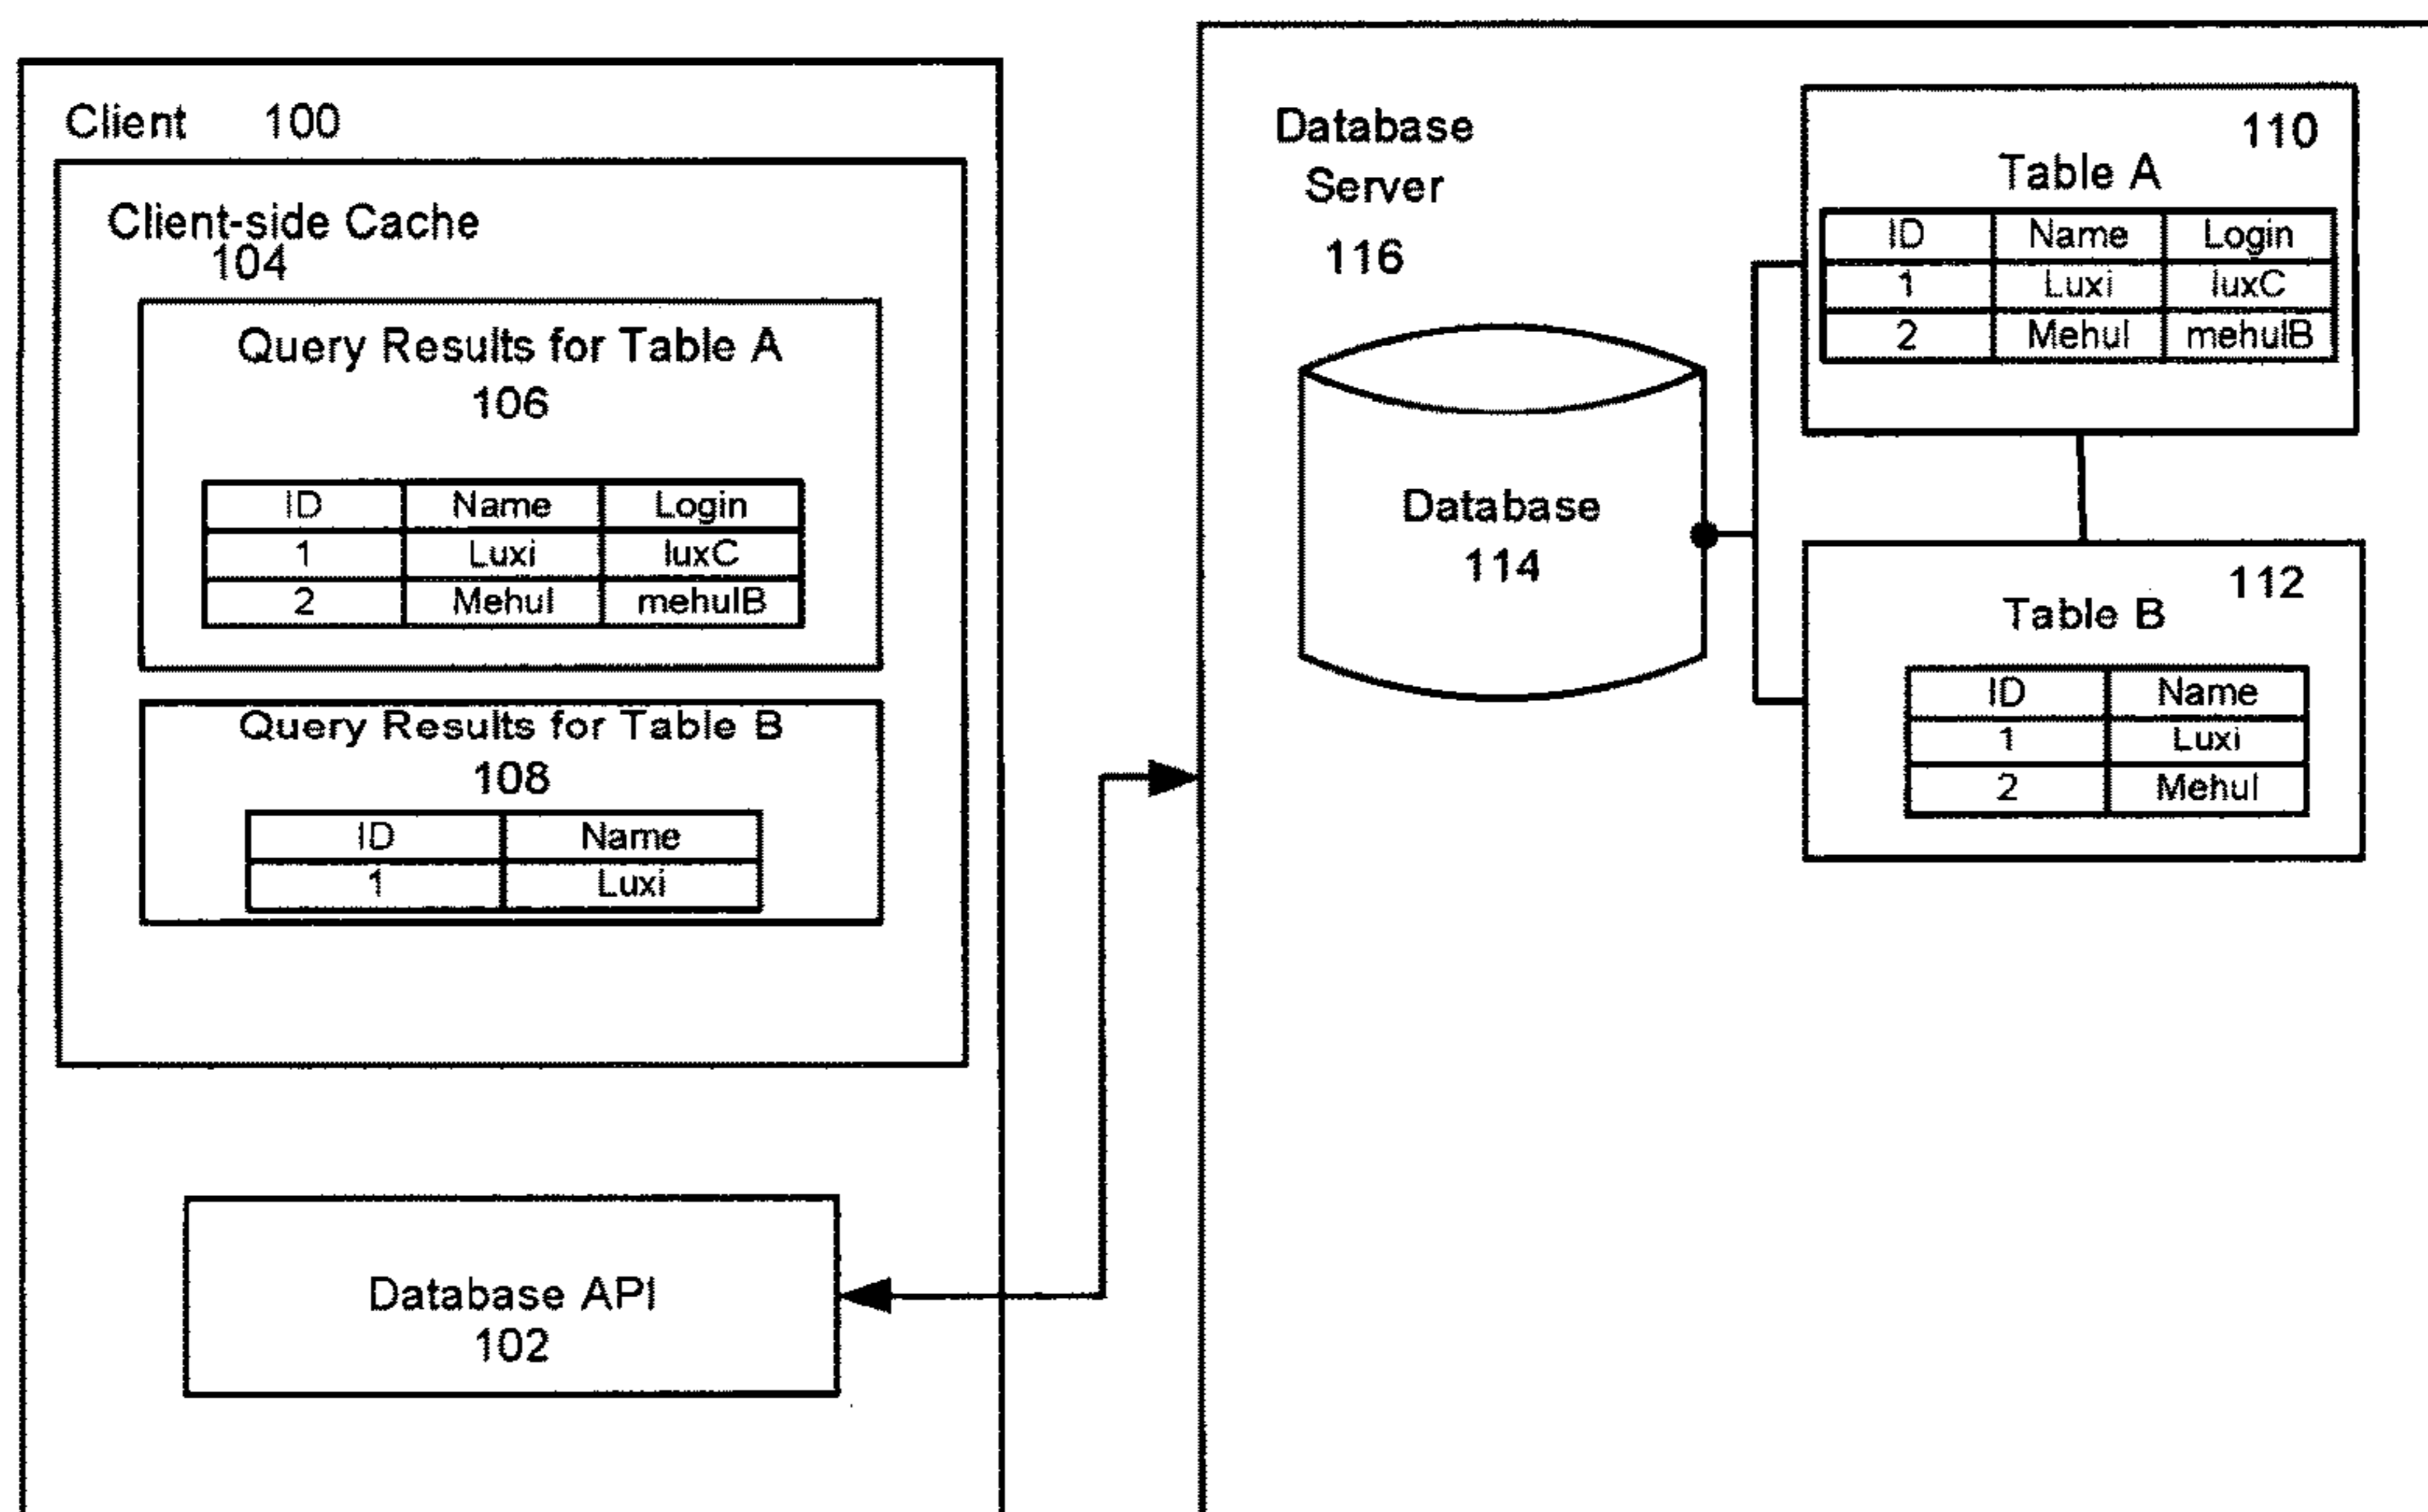 Client 100
Client-side Cache
104
Query Results for Table A
106
ID Name Login
1 Luxi luxC
2 Mehul mehulB
Query Results for Table B
108
ID Name
1 Luxi
Database API
102
Database
Server
116
Database
114
110
Table A
ID Name Login
1 Luxi luxC
2 Mehul mehulB
112
Table B
ID Name
1 Luxi
2 Mehul